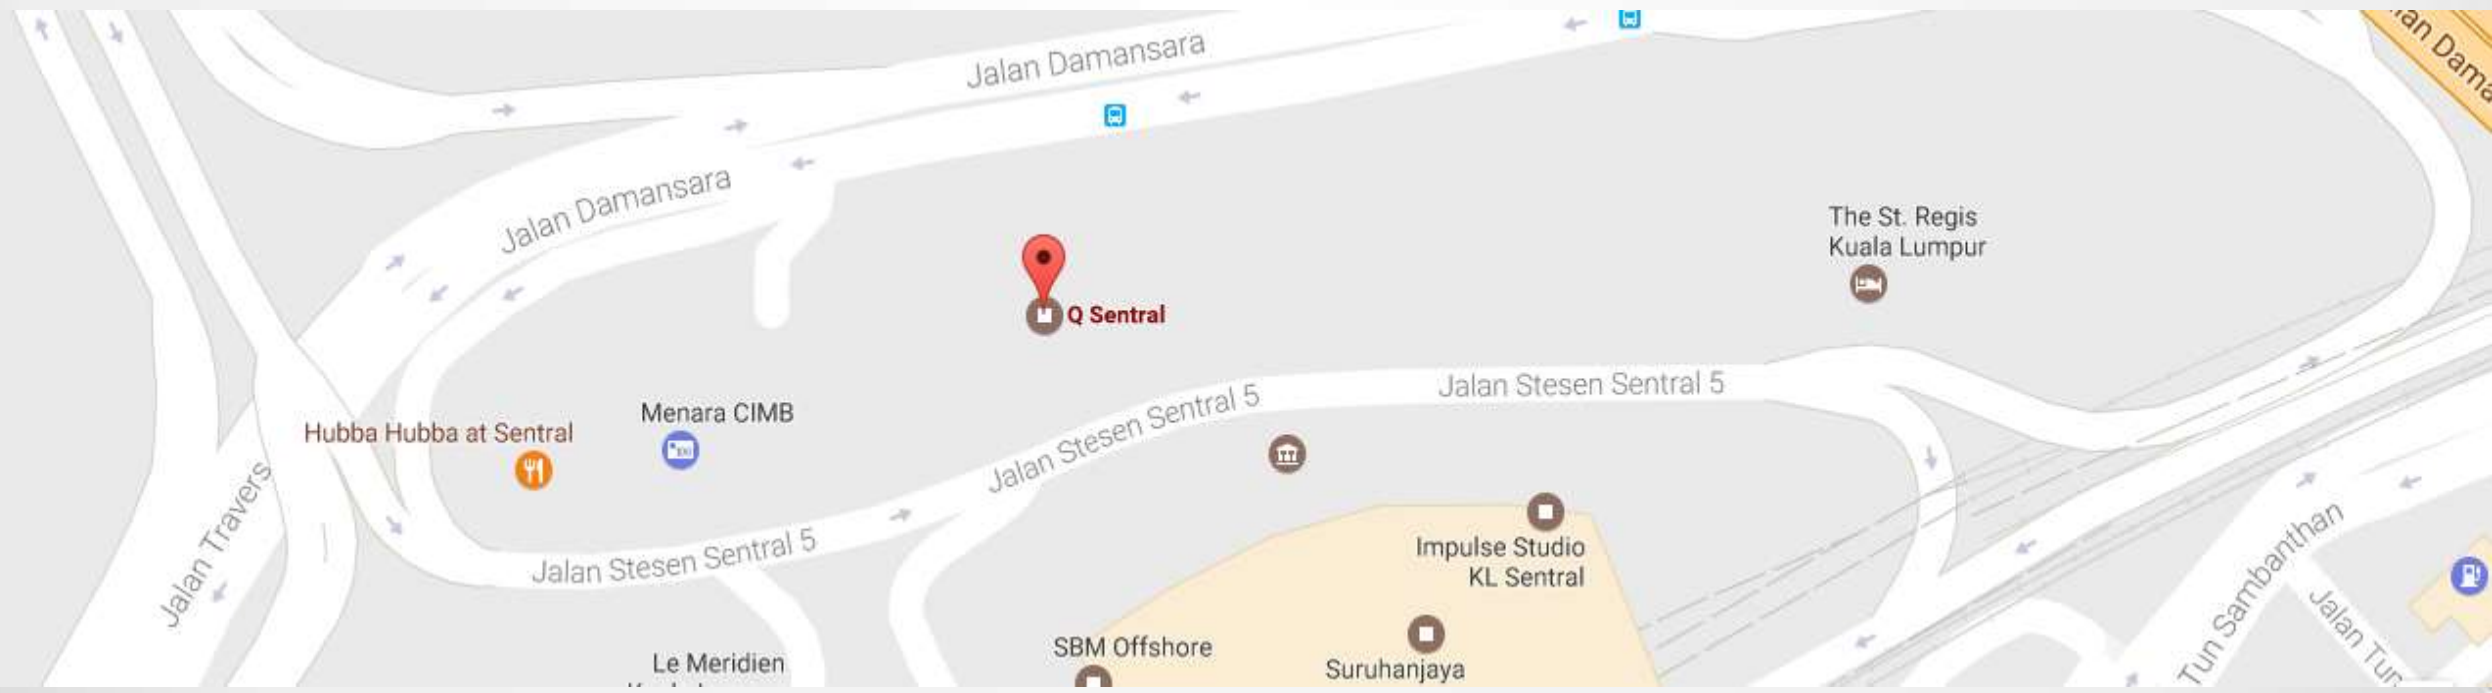 Jalan Damansara
Jalan Damansara
The St. Regis
Kuala Lumpur
Q Sentral
Menara CIMB
Hubba Hubba at Sentral
Jalan Stesen Sentral 5
Jalan Stesen Sentral 5
Jalan Stesen Sentral 5
Jalan Travers
Impulse Studio
KL Sentral
SBM Offshore
Suruhanjaya
Le Meridien
Tun Sambanthan
Jalan Tun